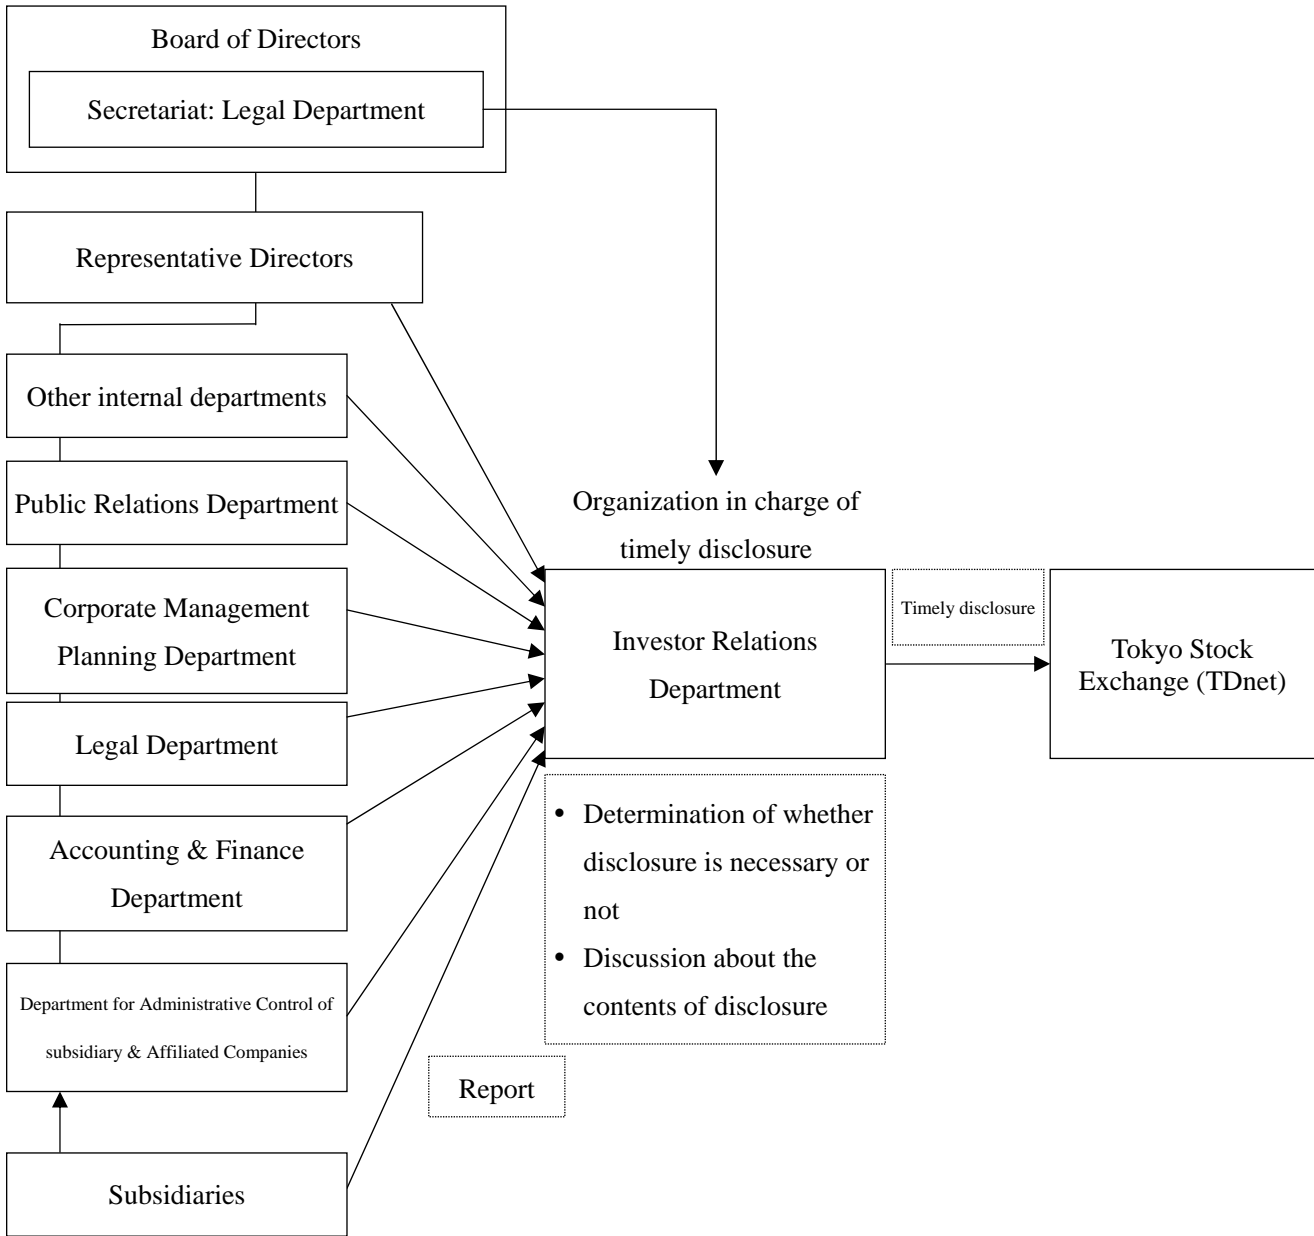 Board of Directors
Secretariat: Legal Department
Representative Directors
Other internal departments
Public Relations Department
Corporate Management
Planning Department
Legal Department
Accounting & Finance
Department
Department for Administrative Control of
subsidiary & Affiliated Companies
Subsidiaries
Organization in charge of
timely disclosure
Investor Relations
Department
• Determination of whether
disclosure is necessary or
not
• Discussion about the
contents of disclosure
Report
Timely disclosure
Tokyo Stock
Exchange (TDnet)